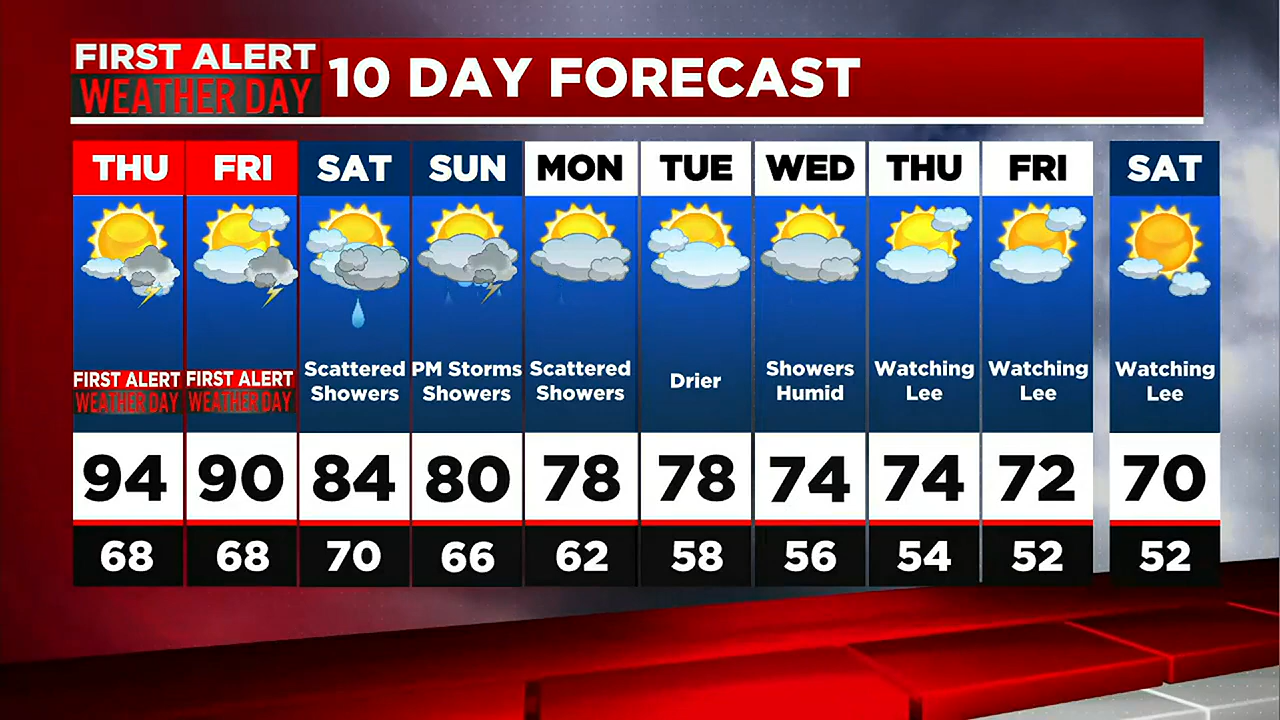 FIRST ALERT
WEATHER DAY
10 DAY FORECAST
THU FRI SAT SUN MON TUE WED THU FRI SAT
FIRST ALERT
WEATHER DAY
FIRST ALERT
WEATHER DAY
Scattered
Showers
PM Storms
Showers
Scattered
Showers
Drier
Showers
Humid
Watching
Lee
Watching
Lee
Watching
Lee
94 90 84 80 78 78 74 74 72 70
68 68 70 66 62 58 56 54 52 52